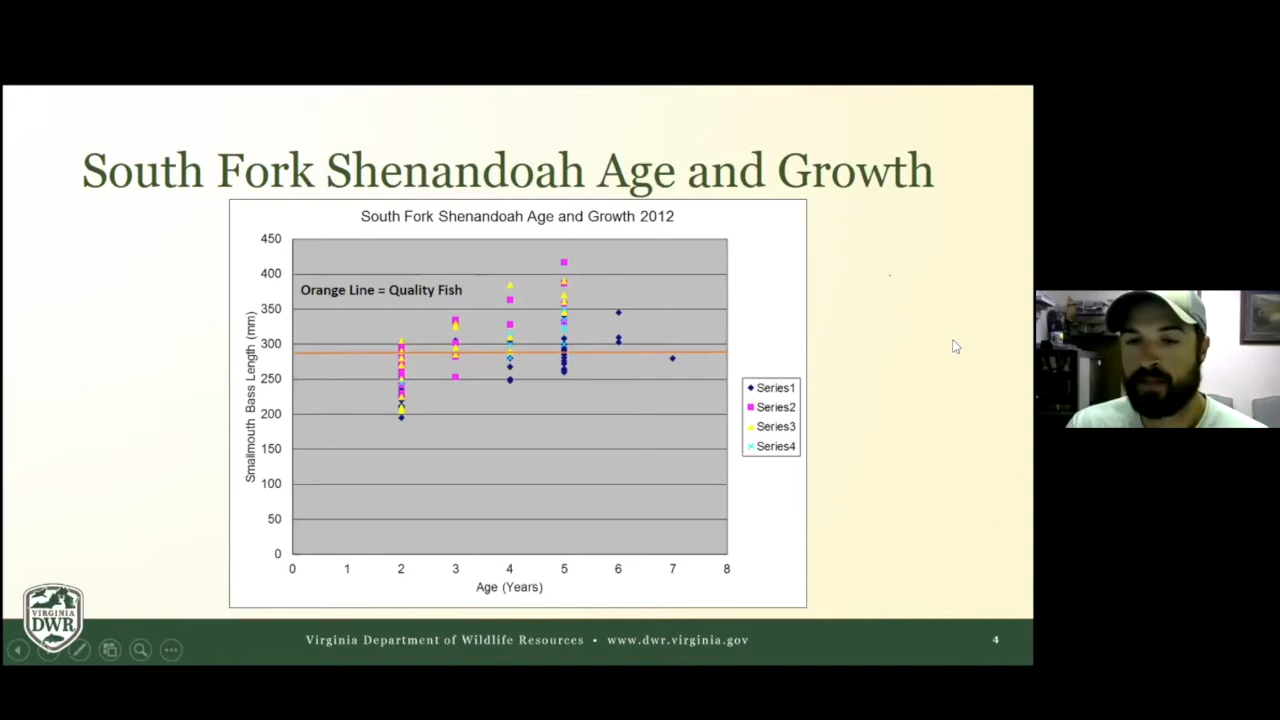 South Fork Shenandoah Age and Growth
South Fork Shenandoah Age and Growth 2012
450
400
350
300
250
200
150
100
50
0
Smallmouth Bass Length (mm)
Orange Line = Quality Fish
0 1 2 3 4 5 6 7 8
Age (Years)
Series1
Series2
Series3
Series4
VIRGINIA
DWR
Virginia Department of Wildlife Resources • www.dwr.virginia.gov
4